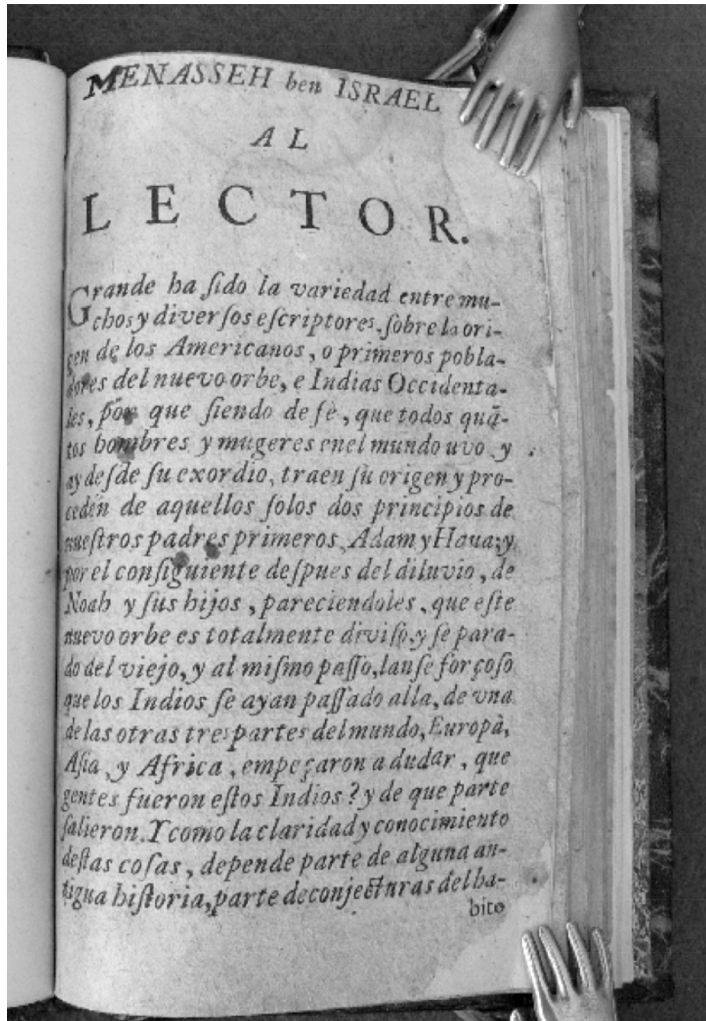 MENASSEH ben ISRAEL
AL
LECTOR.
Grande ha ſido la variedad entre mu-
chos y diverſos eſcriptores, ſobre la ori-
gen de los Americanos, o primeros pobla-
dores del nuevo orbe, e Indias Occidenta-
les, por que ſiendo de fè, que todos quā-
tos hombres y mugeres enel mundo uvo y
ay deſde ſu exordio, traen ſu origen y pro-
ceden de aquellos ſolos dos principios de
nueſtros padres primeros, Adam y Haua; y
por el conſiguiente deſpues del diluvio, de
Noah y ſus hijos, pareciendoles, que eſte
nuevo orbe es totalmente diviſo, y ſe para-
do del viejo, y al miſmo paſſo, ſe forçoſo
que los Indios ſe ayan paſſado alla, de vna
de las otras tres partes del mundo, Europà,
Aſia, y Africa, empeçaron a dudar, que
gentes fueron eſtos Indios? y de que parte
ſalieron. Y como la claridad y conocimiento
deſtas coſas, depende parte de alguna an-
tigua hiſtoria, parte de conjecturas del ha-
bito